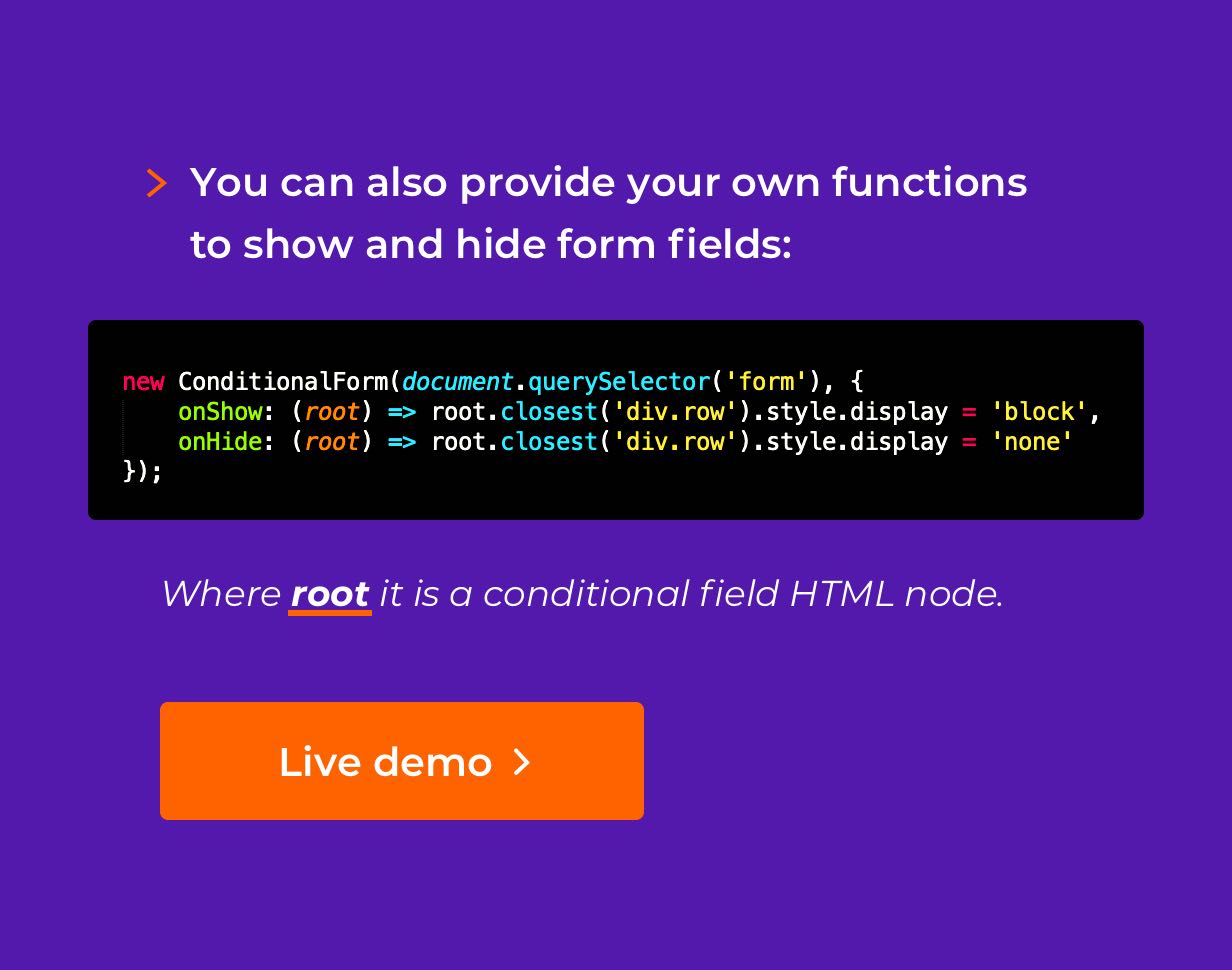 You can also provide your own functions
to show and hide form fields:
new ConditionalForm(document.querySelector('form'), {
    onShow: (root) => root.closest('div.row').style.display = 'block',
    onHide: (root) => root.closest('div.row').style.display = 'none'
});
Where root it is a conditional field HTML node.
Live demo